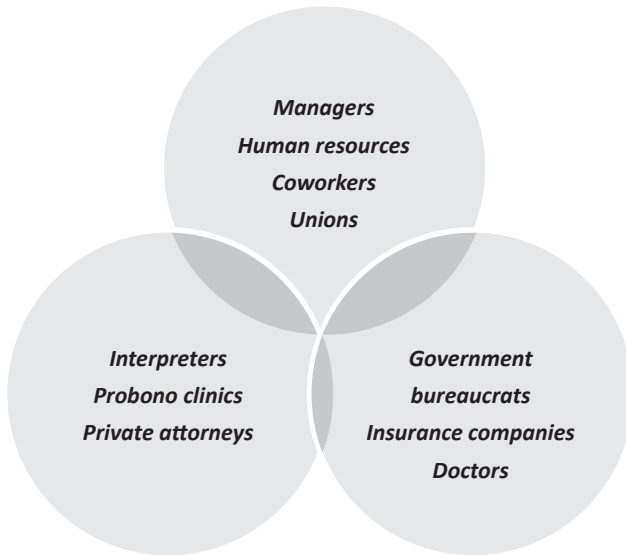 Managers
Human resources
Coworkers
Unions
Interpreters
Probono clinics
Private attorneys
Government
bureaucrats
Insurance companies
Doctors